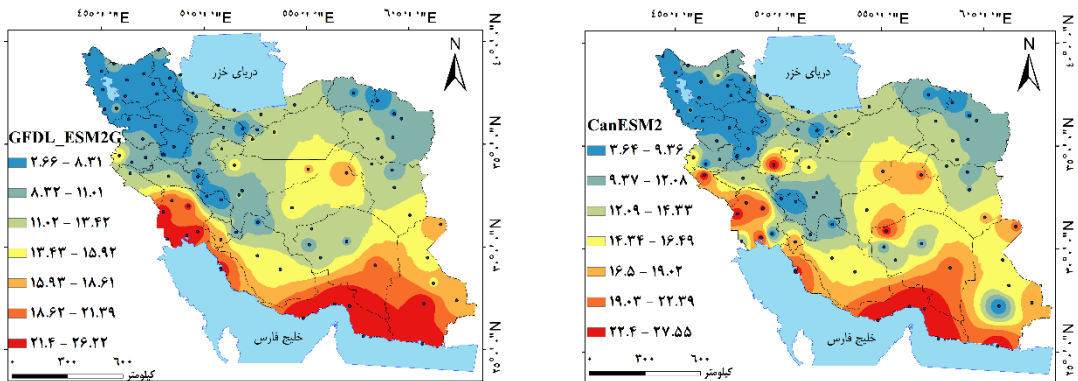 N
دریای خزر
GFDL_ESM2G
۲.۶۶ – ۸.۳۱
۸.۳۲ – ۱۱.۰۱
۱۱.۰۲ – ۱۳.۴۲
۱۳.۴۳ – ۱۵.۹۲
۱۵.۹۳ – ۱۸.۶۱
۱۸.۶۲ – ۲۱.۳۹
۲۱.۴ – ۲۶.۲۲
خلیج فارس
۰ ۳۰۰ ۶۰۰
کیلومتر
N
دریای خزر
CanESM2
۳.۶۴ – ۹.۳۶
۹.۳۷ – ۱۲.۰۸
۱۲.۰۹ – ۱۴.۳۳
۱۴.۳۴ – ۱۶.۴۹
۱۶.۵ – ۱۹.۰۲
۱۹.۰۳ – ۲۲.۳۹
۲۲.۴ – ۲۷.۵۵
خلیج فارس
۰ ۳۰۰ ۶۰۰
کیلومتر